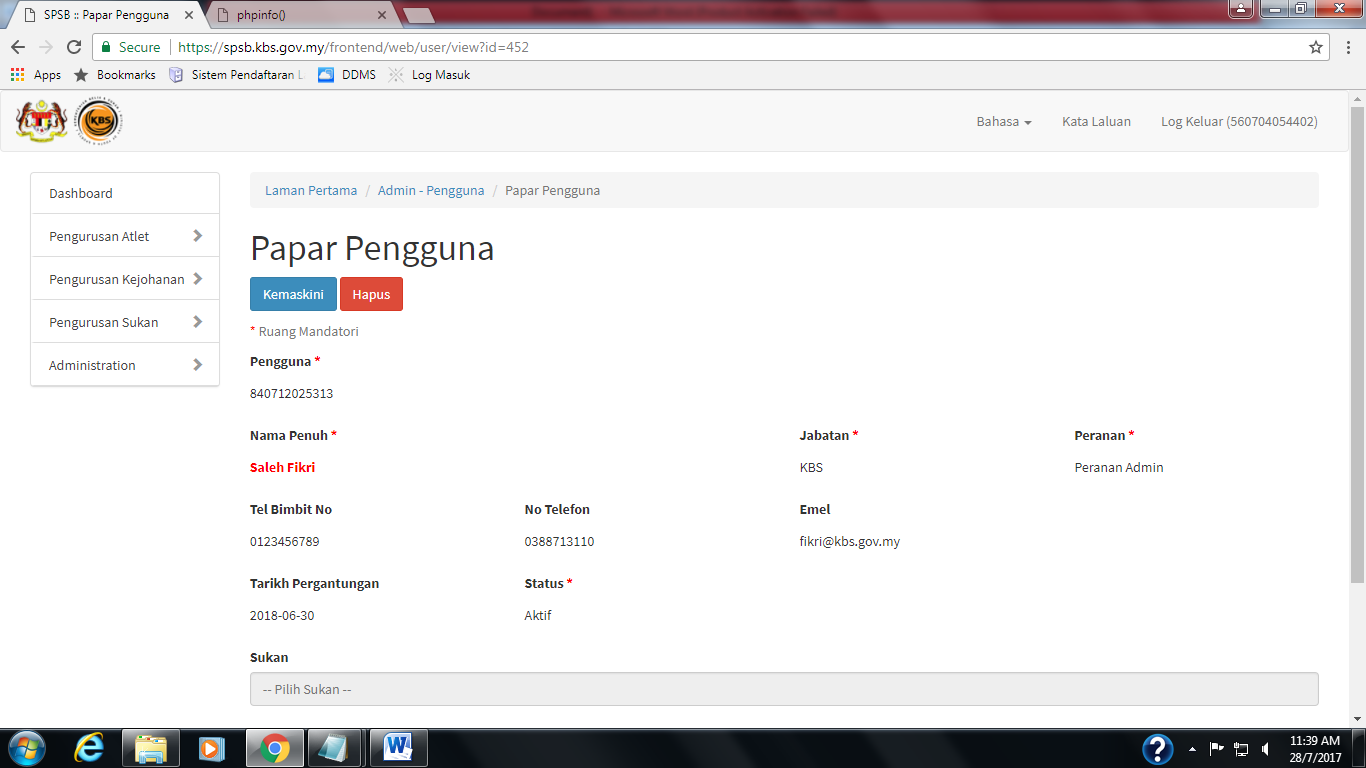 SPSB :: Papar Pengguna
phpinfo()
Secure
https://spsb.kbs.gov.my/frontend/web/user/view?id=452
Apps
Bookmarks
Sistem Pendaftaran
DDMS
Log Masuk
KBS
Bahasa
Kata Laluan
Log Keluar (560704054402)
Dashboard
Pengurusan Atlet
Pengurusan Kejohanan
Pengurusan Sukan
Administration
Laman Pertama / Admin - Pengguna / Papar Pengguna
Papar Pengguna
Kemaskini
Hapus
* Ruang Mandatori
Pengguna *
840712025313
Nama Penuh * Jabatan * Peranan *
Saleh Fikri KBS Peranan Admin
Tel Bimbit No No Telefon Emel
0123456789 0388713110 fikri@kbs.gov.my
Tarikh Pergantungan Status *
2018-06-30 Aktif
Sukan
-- Pilih Sukan --
11:39 AM
28/7/2017